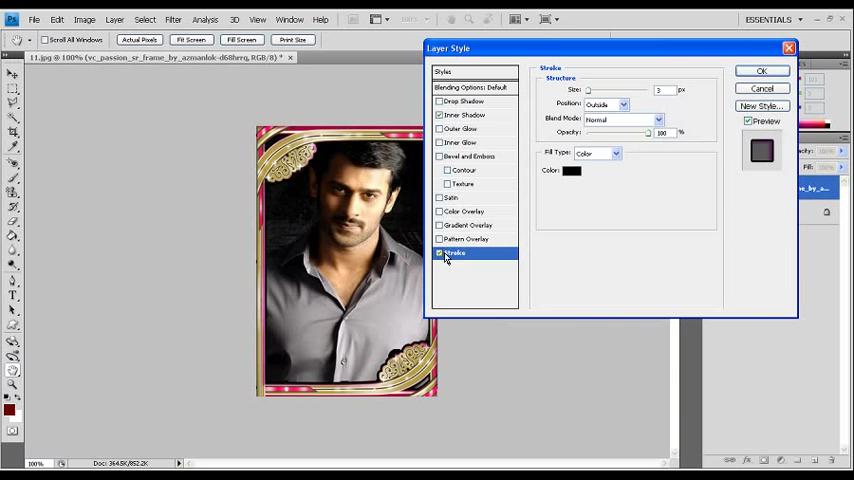 Ps File Edit Image Layer Select Filter Analysis 3D View Window Help ESSENTIALS
Scroll All Windows Actual Pixels Fit Screen Fill Screen Print Size
11.jpg @ 100% (vc_passion_sr_frame_by_azmanlok-d68hrrq, RGB/8) *
Layer Style
Styles
Blending Options: Default
Drop Shadow
Inner Shadow
Outer Glow
Inner Glow
Bevel and Emboss
Contour
Texture
Satin
Color Overlay
Gradient Overlay
Pattern Overlay
Stroke
Stroke
Structure
Size: 3 px
Position: Outside
Blend Mode: Normal
Opacity: 100 %
Fill Type: Color
Color:
OK
Cancel
New Style...
Preview
Fill:
100% Doc: 364.5K/852.2K